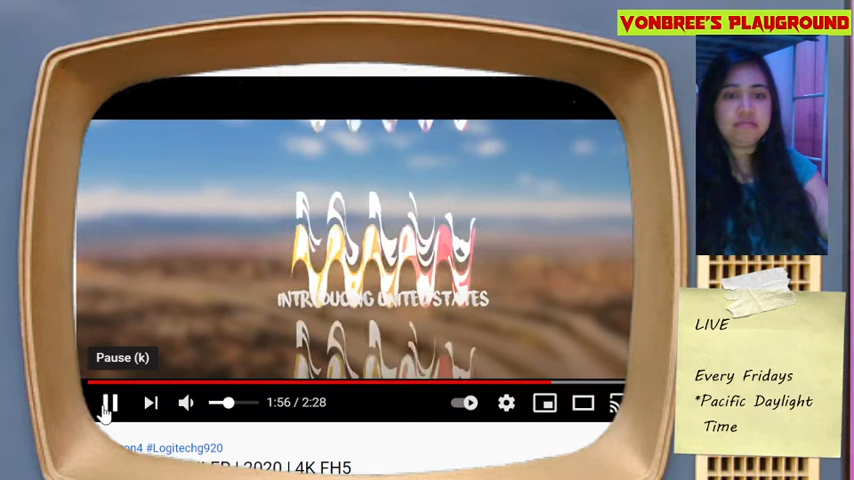 VONBREE'S PLAYGROUND
INTRODUCING UNITED STATES
Pause (k)
1:56 / 2:28
#Logitechg920
| 2020 | 4K FH5
LIVE
Every Fridays
*Pacific Daylight
Time